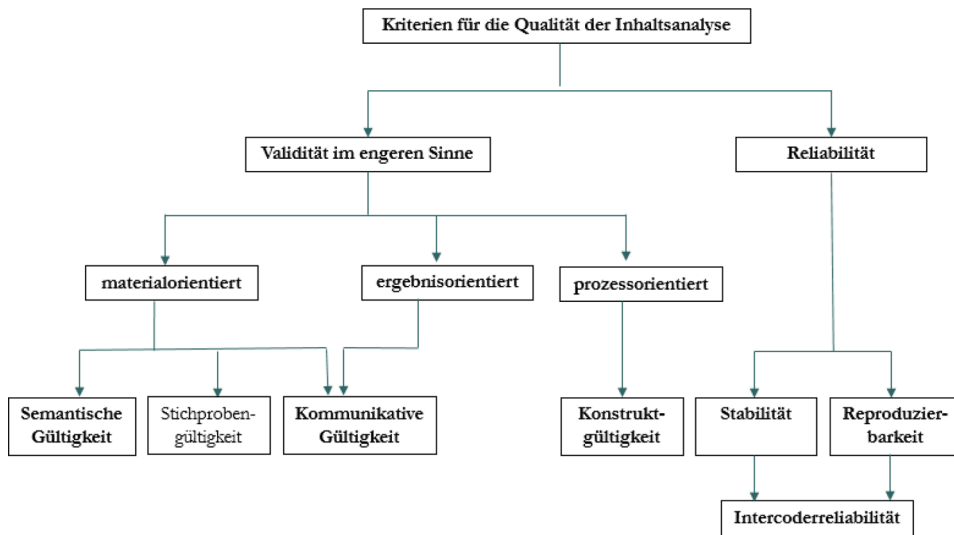 Kriterien für die Qualität der Inhaltsanalyse
Validität im engeren Sinne
Reliabilität
materialorientiert
ergebnisorientiert
prozessorientiert
Semantische
Gültigkeit
Stichproben-
gültigkeit
Kommunikative
Gültigkeit
Konstrukt-
gültigkeit
Stabilität
Reproduzier-
barkeit
Intercoderreliabilität